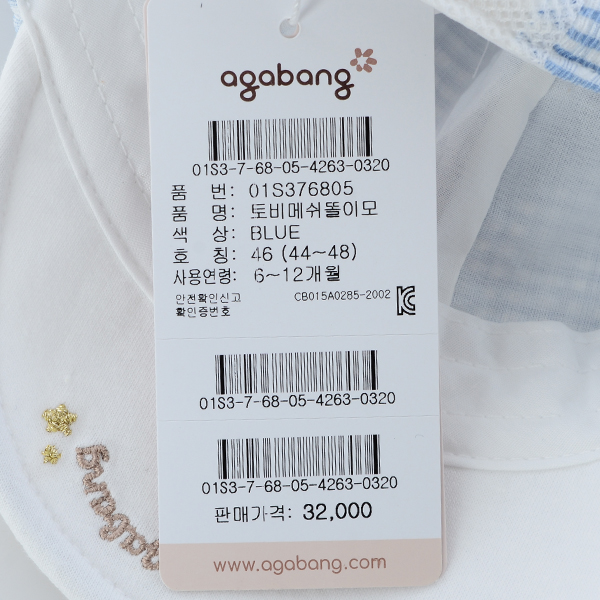 agabang
01S3-7-68-05-4263-0320
품 번: 01S376805
품 명: 토비메쉬똘이모
색 상: BLUE
호 칭: 46 (44~48)
사용연령: 6~12개월
안전확인신고
확인증번호
CB015A0285-2002
01S3-7-68-05-4263-0320
01S3-7-68-05-4263-0320
판매가격: 32,000
www.agabang.com